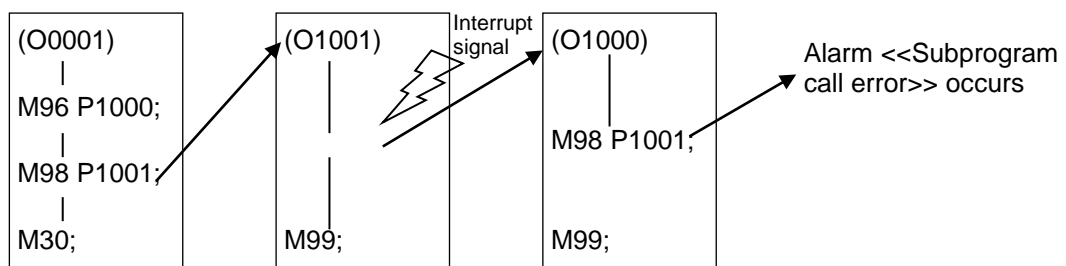 (O0001)
M96 P1000;
M98 P1001;
M30;
(O1001)
M99;
Interrupt
signal
(O1000)
M98 P1001;
M99;
Alarm <<Subprogram
call error>> occurs